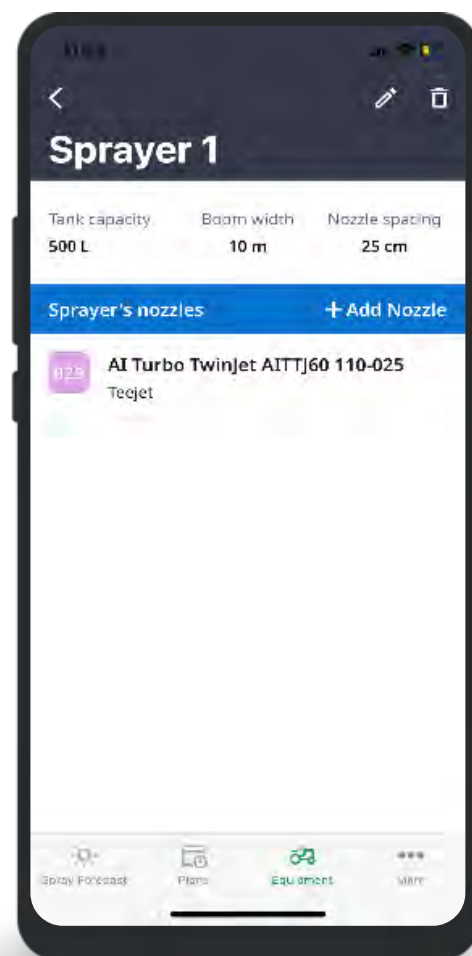 Sprayer 1
Tank capacity Boom width Nozzle spacing
500 L 10 m 25 cm
Sprayer's nozzles + Add Nozzle
025 AI Turbo TwinJet AITTJ60 110-025
Teejet
Spray Forecast Plans Equipment More